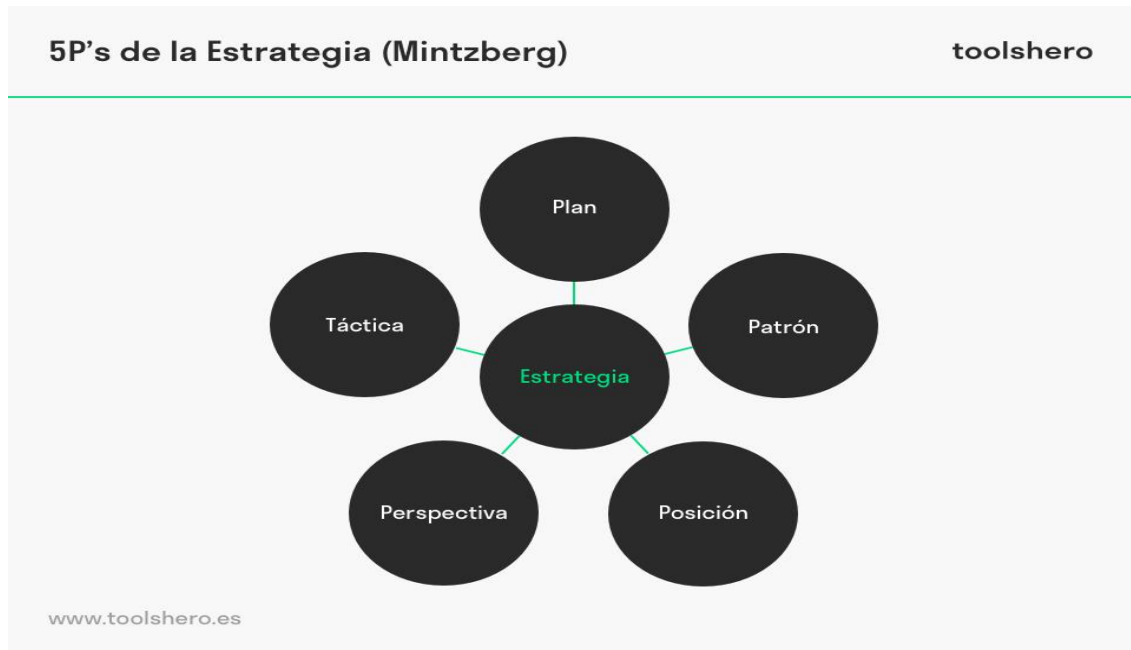 5P's de la Estrategia (Mintzberg)
toolshero
Plan
Táctica
Patrón
Estrategia
Perspectiva
Posición
www.toolshero.es